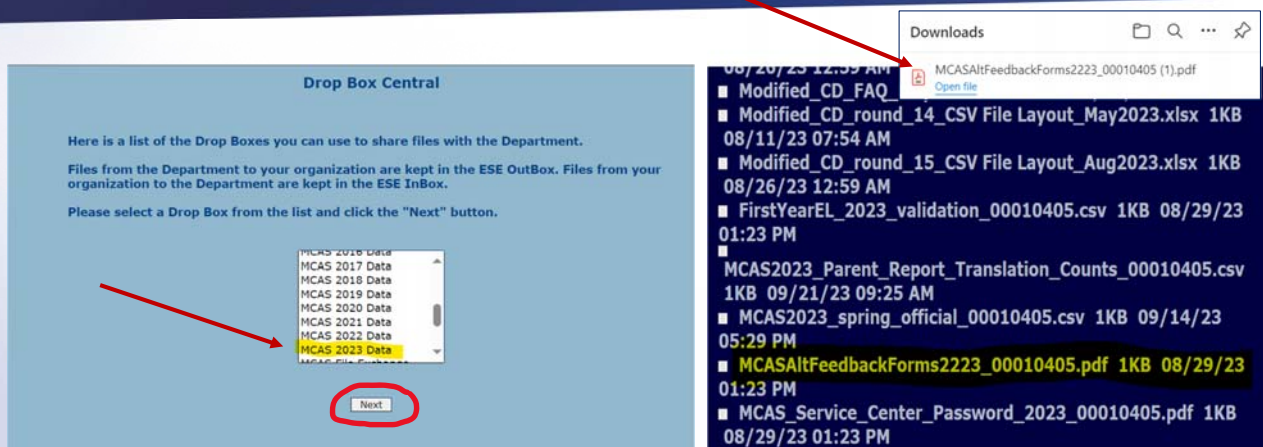 Drop Box Central
Here is a list of the Drop Boxes you can use to share files with the Department.
Files from the Department to your organization are kept in the ESE OutBox. Files from your
organization to the Department are kept in the ESE InBox.
Please select a Drop Box from the list and click the "Next" button.
MCAS 2016 Data
MCAS 2017 Data
MCAS 2018 Data
MCAS 2019 Data
MCAS 2020 Data
MCAS 2021 Data
MCAS 2022 Data
MCAS 2023 Data
MCAS File Exchange
Next
Downloads
MCASAltFeedbackForms2223_00010405 (1).pdf
Open file
08/26/23 12:59 AM
Modified_CD_FAQ_
Modified_CD_round_14_CSV File Layout_May2023.xlsx 1KB
08/11/23 07:54 AM
Modified_CD_round_15_CSV File Layout_Aug2023.xlsx 1KB
08/26/23 12:59 AM
FirstYearEL_2023_validation_00010405.csv 1KB 08/29/23
01:23 PM
MCAS2023_Parent_Report_Translation_Counts_00010405.csv
1KB 09/21/23 09:25 AM
MCAS2023_spring_official_00010405.csv 1KB 09/14/23
05:29 PM
MCASAltFeedbackForms2223_00010405.pdf 1KB 08/29/23
01:23 PM
MCAS_Service_Center_Password_2023_00010405.pdf 1KB
08/29/23 01:23 PM